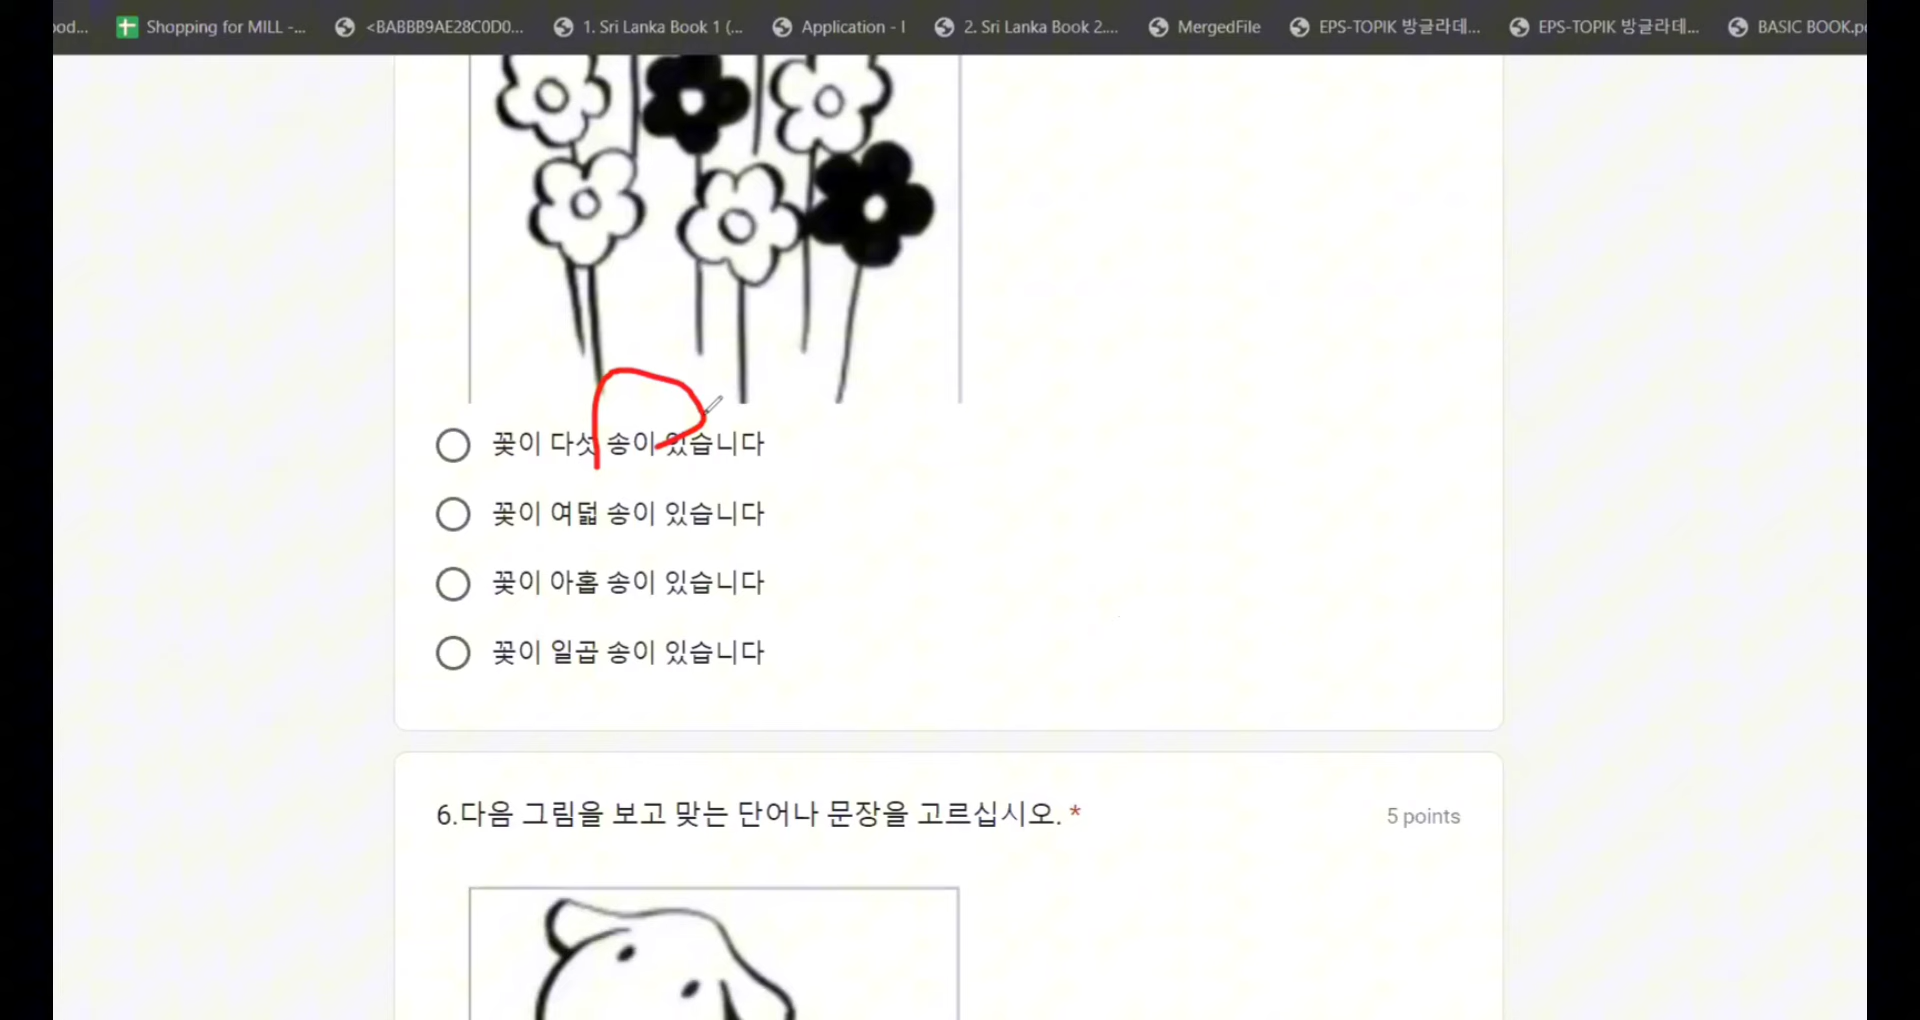 ood...
Shopping for MILL -...
<BABBB9AE28C0D0...
1. Sri Lanka Book 1 (...
Application - I
2. Sri Lanka Book 2....
MergedFile
EPS-TOPIK 방글라데...
EPS-TOPIK 방글라데...
BASIC BOOK.p
꽃이 다섯 송이 있습니다
꽃이 여덟 송이 있습니다
꽃이 아홉 송이 있습니다
꽃이 일곱 송이 있습니다
6.다음 그림을 보고 맞는 단어나 문장을 고르십시오. *
5 points